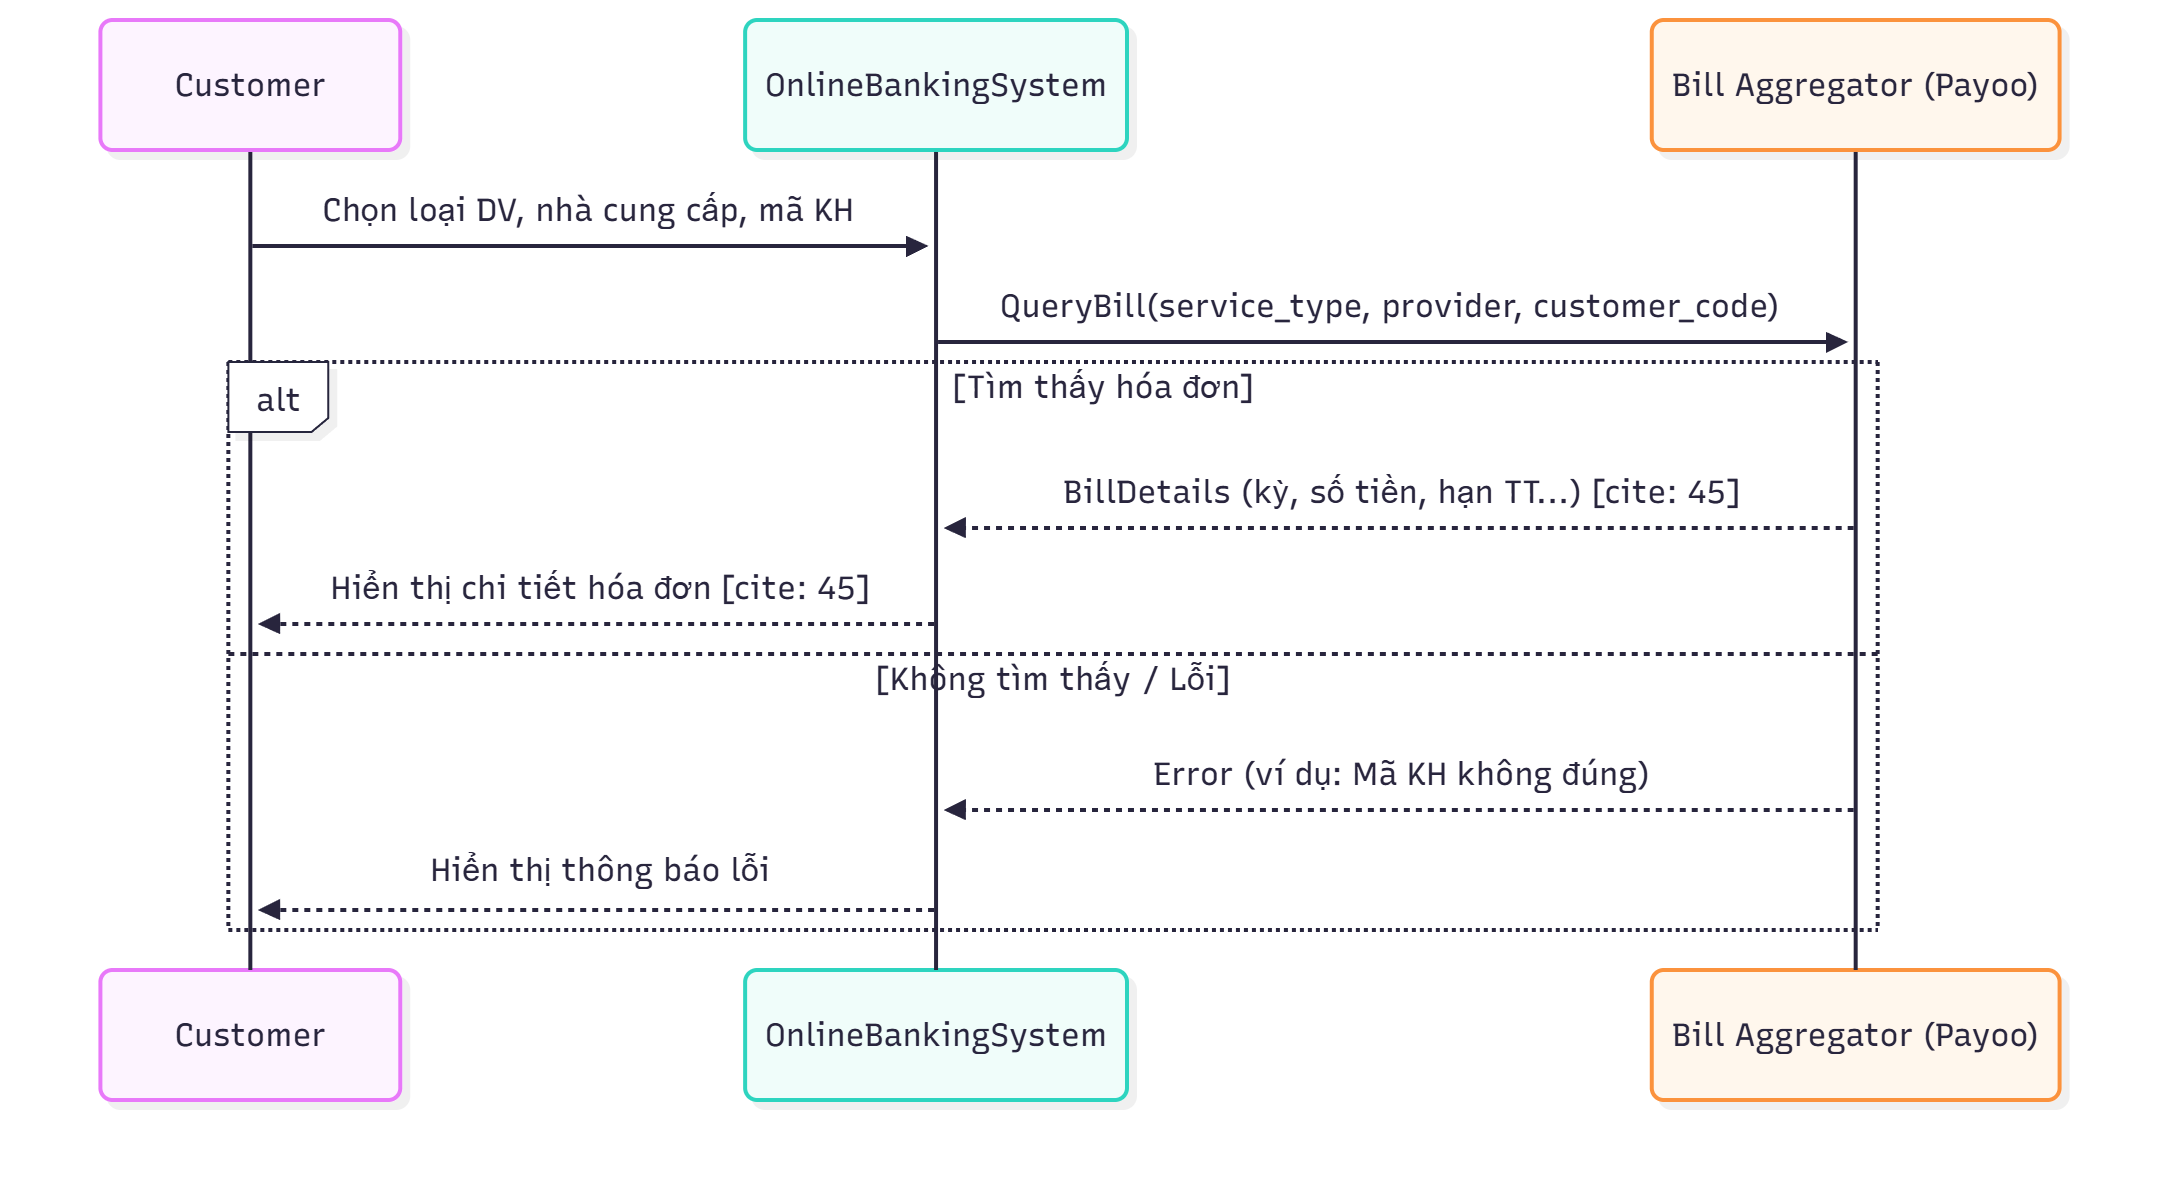 Customer
OnlineBankingSystem
Bill Aggregator (Payoo)
Chọn loại DV, nhà cung cấp, mã KH
QueryBill(service_type, provider, customer_code)
alt
[Tìm thấy hóa đơn]
BillDetails (kỳ, số tiền, hạn TT...) [cite: 45]
Hiển thị chi tiết hóa đơn [cite: 45]
[Không tìm thấy / Lỗi]
Error (ví dụ: Mã KH không đúng)
Hiển thị thông báo lỗi
Customer
OnlineBankingSystem
Bill Aggregator (Payoo)